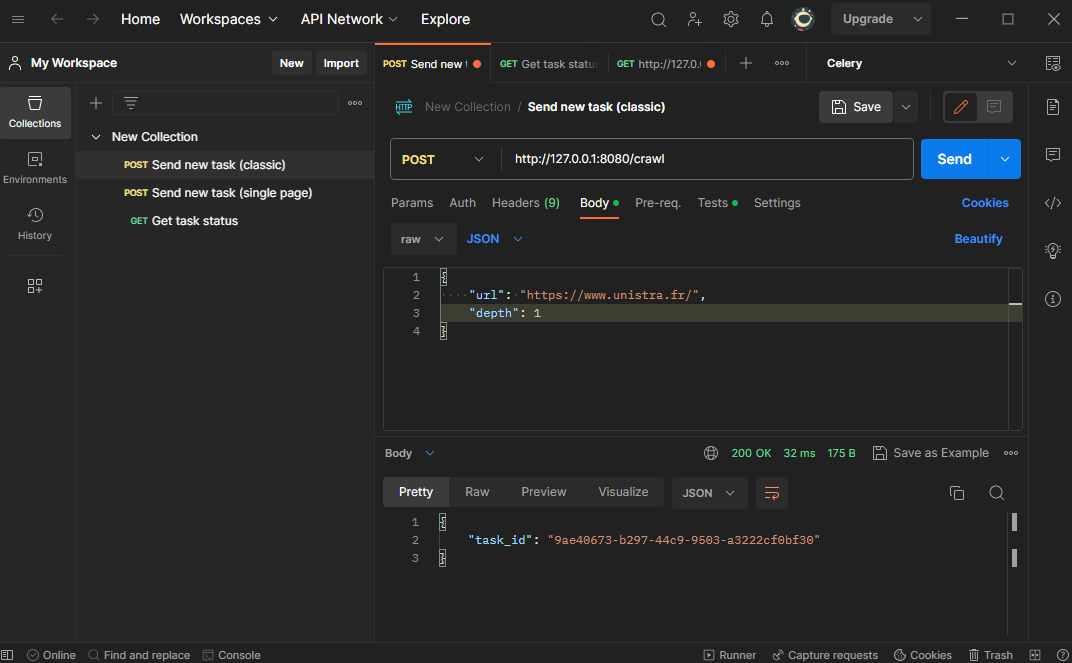 Home Workspaces API Network Explore Upgrade
My Workspace New Import POST Send new t GET Get task status GET http://127.0. Celery
Collections
Environments
History
New Collection
POST Send new task (classic)
POST Send new task (single page)
GET Get task status
HTTP New Collection / Send new task (classic) Save
POST http://127.0.0.1:8080/crawl Send
Params Auth Headers (9) Body Pre-req. Tests Settings Cookies
raw JSON Beautify
1 {
2 "url": "https://www.unistra.fr/",
3 "depth": 1
4 }
Body 200 OK 32 ms 175 B Save as Example
Pretty Raw Preview Visualize JSON
1 {
2 "task_id": "9ae40673-b297-44c9-9503-a3222cf0bf30"
3 }
Online Find and replace Console Runner Capture requests Cookies Trash